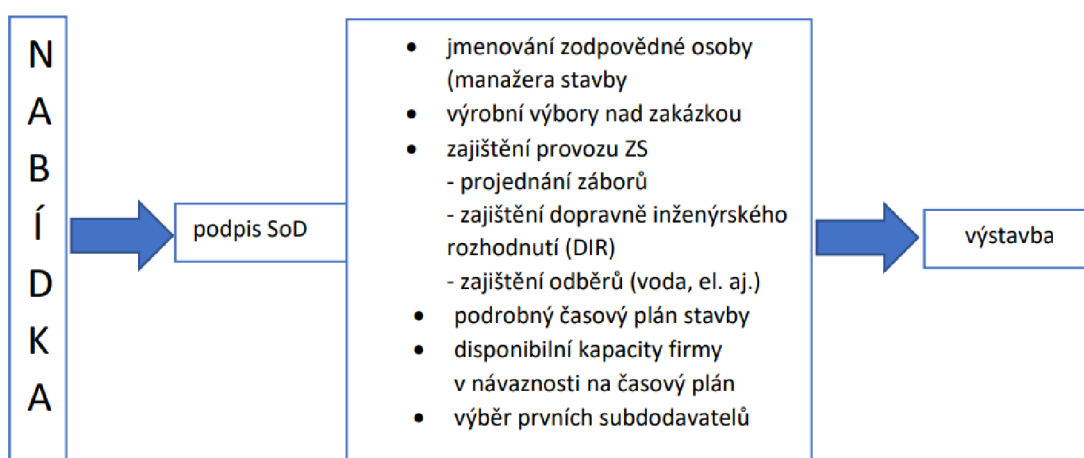 N
A
B
Í
D
K
A
podpis SoD
• jmenování zodpovědné osoby
(manažera stavby
• výrobní výbory nad zakázkou
• zajištění provozu ZS
- projednání záborů
- zajištění dopravně inženýrského
rozhodnutí (DIR)
- zajištění odběrů (voda, el. aj.)
• podrobný časový plán stavby
• disponibilní kapacity firmy
v návaznosti na časový plán
• výběr prvních subdodavatelů
výstavba